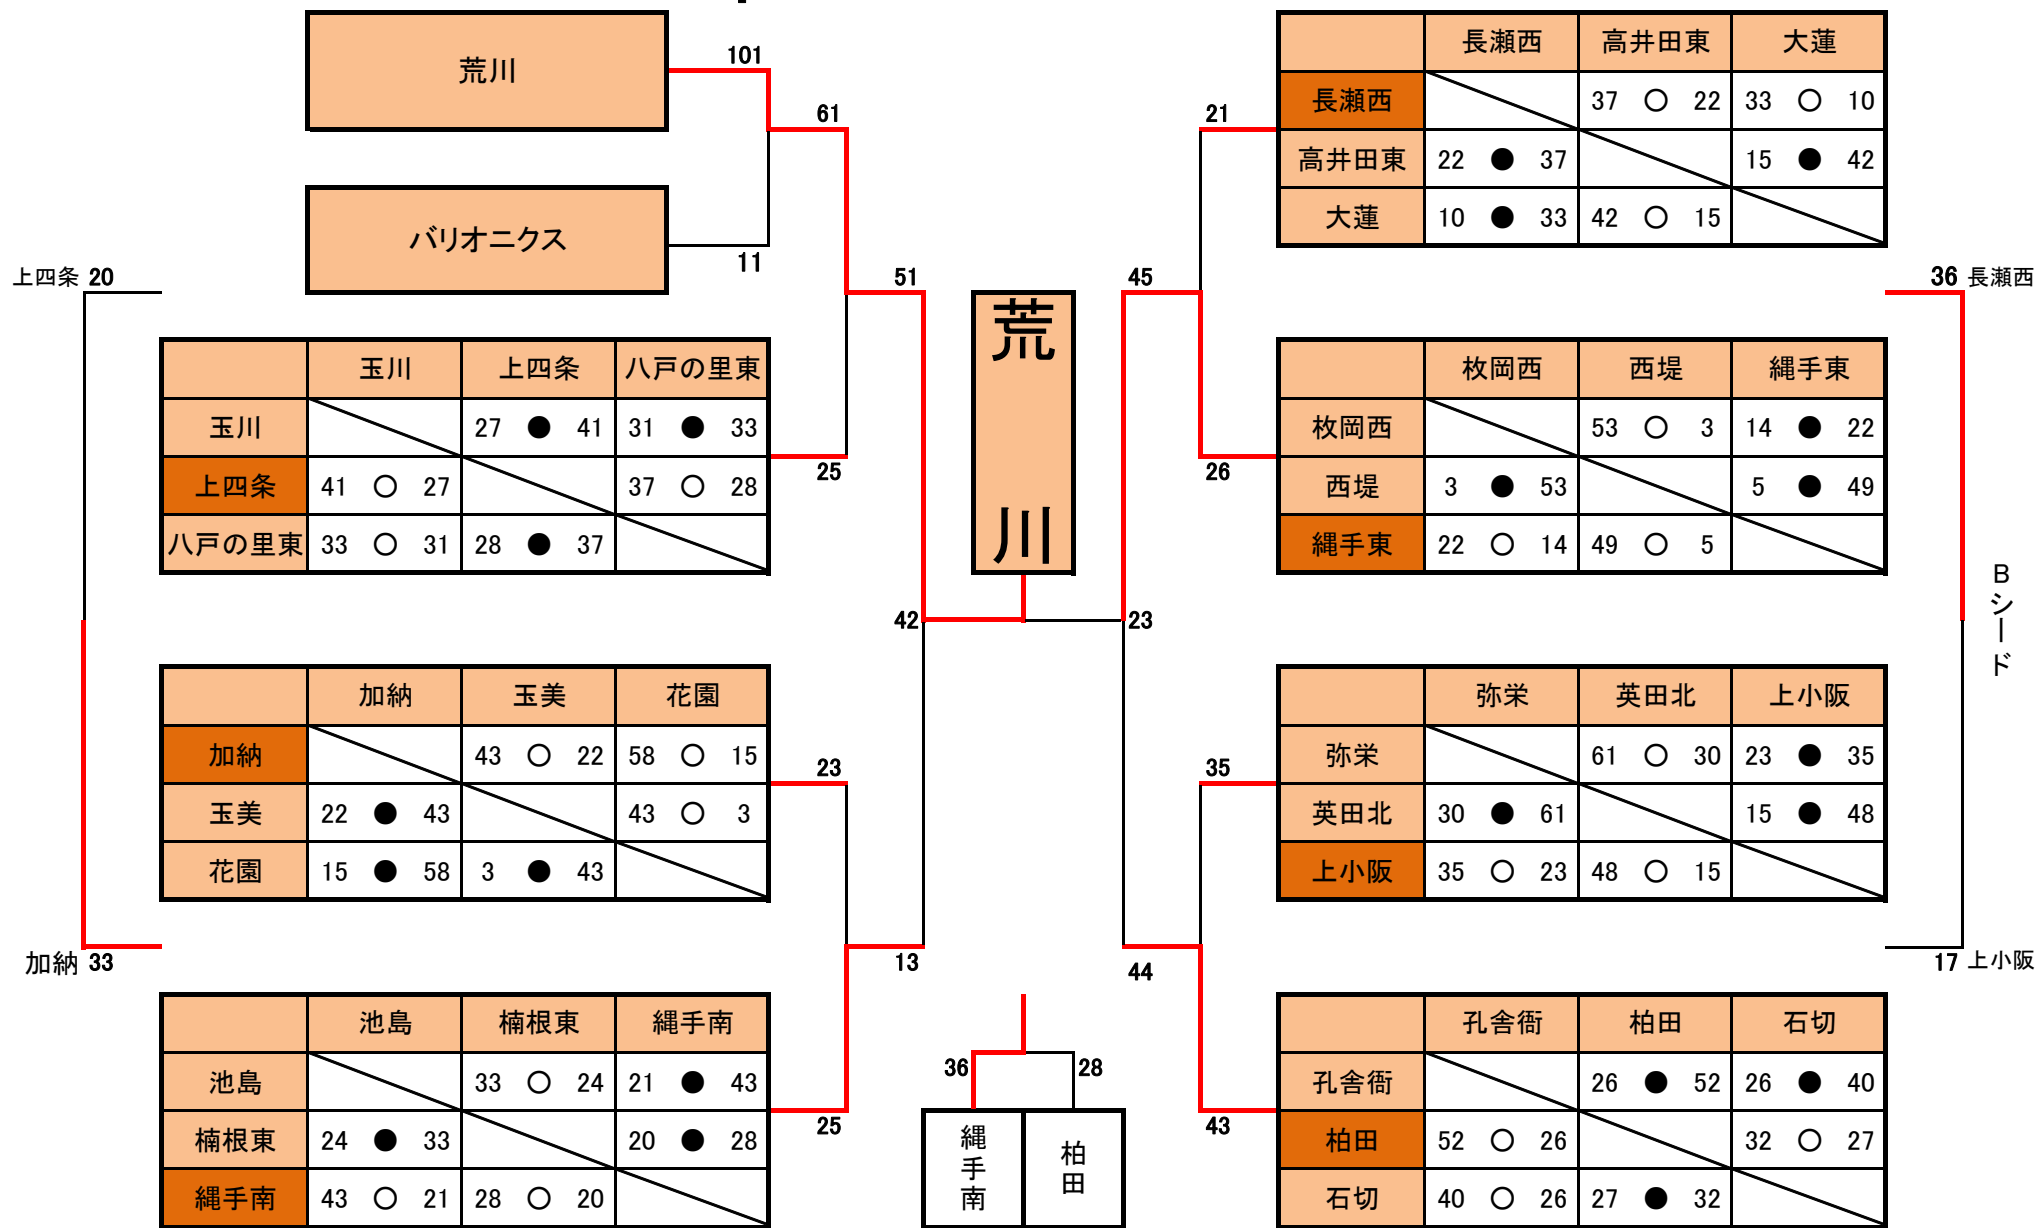 荒川
101
61
バリオニクス
11
上四条 20
51
玉川 上四条 八戸の里東
玉川 27 ● 41 31 ● 33
上四条 41 ○ 27 37 ○ 28
八戸の里東 33 ○ 31 28 ● 37
25
加納 玉美 花園
加納 43 ○ 22 58 ○ 15
玉美 22 ● 43 43 ○ 3
花園 15 ● 58 3 ● 43
23
加納 33
13
池島 楠根東 縄手南
池島 33 ○ 24 21 ● 43
楠根東 24 ● 33 20 ● 28
縄手南 43 ○ 21 28 ○ 20
25
荒川
42 23
36 28
縄手南
柏田
長瀬西 高井田東 大蓮
長瀬西 37 ○ 22 33 ○ 10
高井田東 22 ● 37 15 ● 42
大蓮 10 ● 33 42 ○ 15
21
45
36 長瀬西
枚岡西 西堤 縄手東
枚岡西 53 ○ 3 14 ● 22
西堤 3 ● 53 5 ● 49
縄手東 22 ○ 14 49 ○ 5
26
Bシード
弥栄 英田北 上小阪
弥栄 61 ○ 30 23 ● 35
英田北 30 ● 61 15 ● 48
上小阪 35 ○ 23 48 ○ 15
35
44
17 上小阪
孔舎衙 柏田 石切
孔舎衙 26 ● 52 26 ● 40
柏田 52 ○ 26 32 ○ 27
石切 40 ○ 26 27 ● 32
43